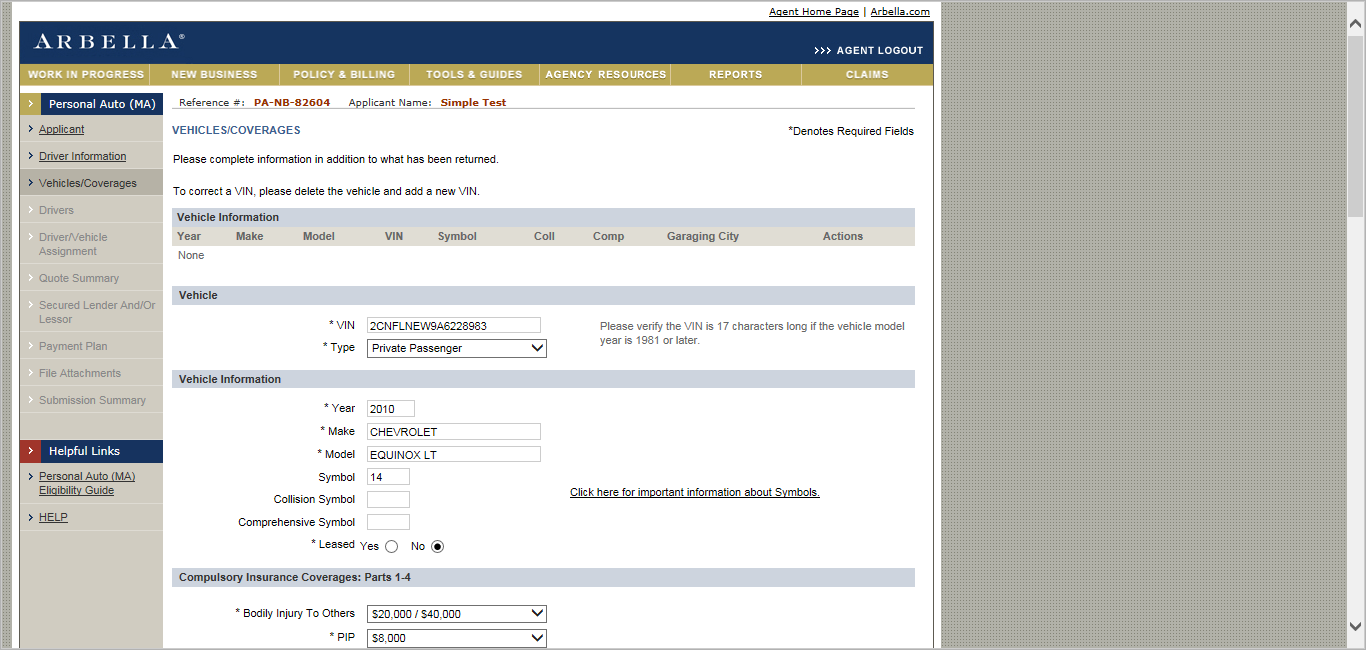 Agent Home Page | Arbella.com
ARBELLA®
>>> AGENT LOGOUT
WORK IN PROGRESS NEW BUSINESS POLICY & BILLING TOOLS & GUIDES AGENCY RESOURCES REPORTS CLAIMS
Personal Auto (MA)
Applicant
Driver Information
Vehicles/Coverages
Drivers
Driver/Vehicle
Assignment
Quote Summary
Secured Lender And/Or
Lessor
Payment Plan
File Attachments
Submission Summary
Helpful Links
Personal Auto (MA)
Eligibility Guide
HELP
Reference #: PA-NB-82604 Applicant Name: Simple Test
VEHICLES/COVERAGES
*Denotes Required Fields
Please complete information in addition to what has been returned.
To correct a VIN, please delete the vehicle and add a new VIN.
Vehicle Information
Year Make Model VIN Symbol Coll Comp Garaging City Actions
None
Vehicle
* VIN 2CNFLNEW9A6228983
Please verify the VIN is 17 characters long if the vehicle model
year is 1981 or later.
* Type Private Passenger
Vehicle Information
* Year 2010
* Make CHEVROLET
* Model EQUINOX LT
Symbol 14
Click here for important information about Symbols.
Collision Symbol
Comprehensive Symbol
* Leased Yes No
Compulsory Insurance Coverages: Parts 1-4
* Bodily Injury To Others $20,000 / $40,000
* PIP $8,000